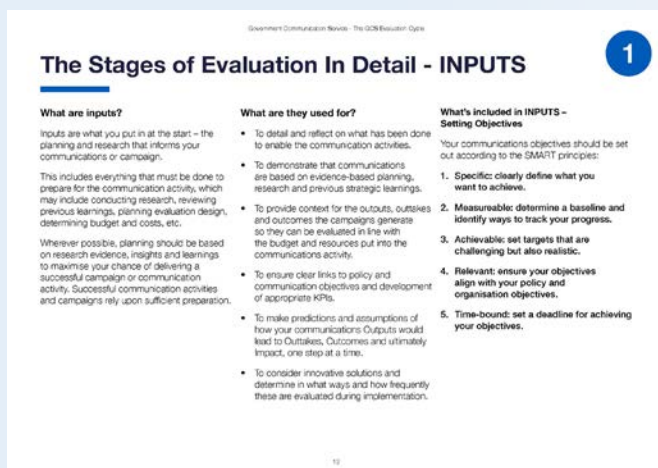 Government Communication Service - The GCS Evaluation Cycle
1
The Stages of Evaluation In Detail - INPUTS
What are inputs?
Inputs are what you put in at the start – the
planning and research that informs your
communications or campaign.
This includes everything that must be done to
prepare for the communication activity, which
may include conducting research, reviewing
previous learnings, planning evaluation design,
determining budget and costs, etc.
Wherever possible, planning should be based
on research evidence, insights and learnings
to maximise your chance of delivering a
successful campaign or communication
activity. Successful communication activities
and campaigns rely upon sufficient preparation.
What are they used for?
• To detail and reflect on what has been done
to enable the communication activities.
• To demonstrate that communications
are based on evidence-based planning,
research and previous strategic learnings.
• To provide context for the outputs, outtakes
and outcomes the campaigns generate
so they can be evaluated in line with
the budget and resources put into the
communications activity.
• To ensure clear links to policy and
communication objectives and development
of appropriate KPIs.
• To make predictions and assumptions of
how your communications Outputs would
lead to Outtakes, Outcomes and ultimately
Impact, one step at a time.
• To consider innovative solutions and
determine in what ways and how frequently
these are evaluated during implementation.
What's included in INPUTS –
Setting Objectives
Your communications objectives should be set
out according to the SMART principles:
1. Specific: clearly define what you
want to achieve.
2. Measureable: determine a baseline and
identify ways to track your progress.
3. Achievable: set targets that are
challenging but also realistic.
4. Relevant: ensure your objectives
align with your policy and
organisation objectives.
5. Time-bound: set a deadline for achieving
your objectives.